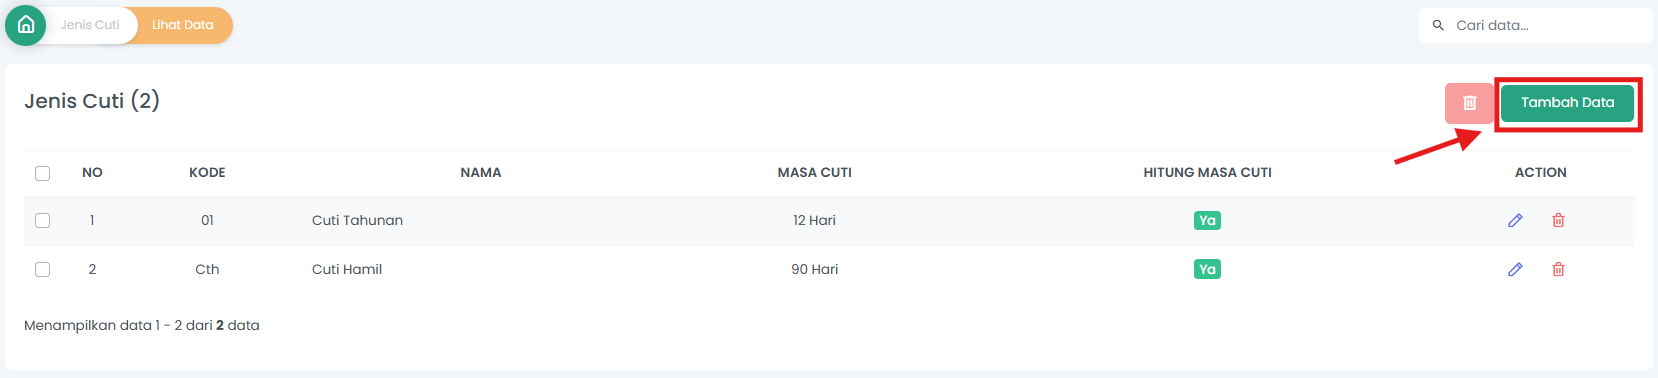 Jenis Cuti Lihat Data Cari data...
Jenis Cuti (2) Tambah Data
NO KODE NAMA MASA CUTI HITUNG MASA CUTI ACTION
1 01 Cuti Tahunan 12 Hari Ya
2 Cth Cuti Hamil 90 Hari Ya
Menampilkan data 1 - 2 dari 2 data